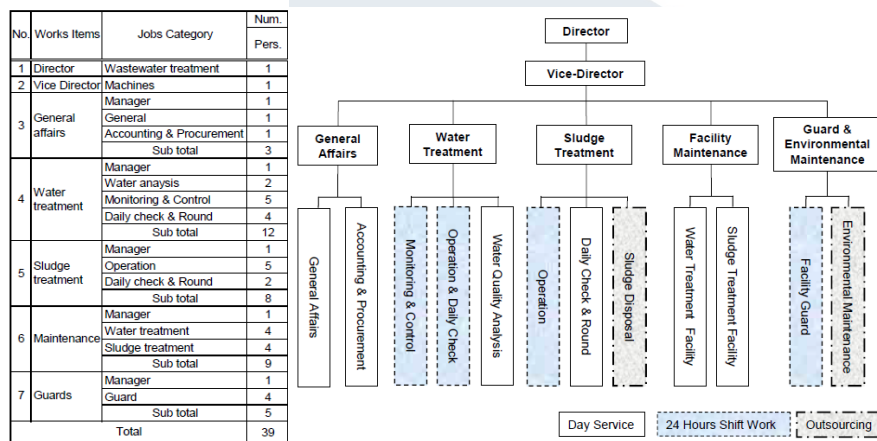 No. Works Items Jobs Category Num.
Pers.
1 Director Wastewater treatment 1
2 Vice Director Machines 1
3 General affairs Manager 1
General 1
Accounting & Procurement 1
Sub total 3
4 Water treatment Manager 1
Water anaysis 2
Monitoring & Control 5
Daily check & Round 4
Sub total 12
5 Sludge treatment Manager 1
Operation 5
Daily check & Round 2
Sub total 8
6 Maintenance Manager 1
Water treatment 4
Sludge treatment 4
Sub total 9
7 Guards Manager 1
Guard 4
Sub total 5
Total 39
Director
Vice-Director
General
Affairs
Water
Treatment
Sludge
Treatment
Facility
Maintenance
Guard &
Environmental
Maintenance
General Affairs
Accounting & Procurement
Monitoring & Control
Operation & Daily Check
Water Quality Analysis
Operation
Daily Check & Round
Sludge Disposal
Water Treatment Facility
Sludge Treatment Facility
Facility Guard
Environmental Maintenance
Day Service
24 Hours Shift Work
Outsourcing